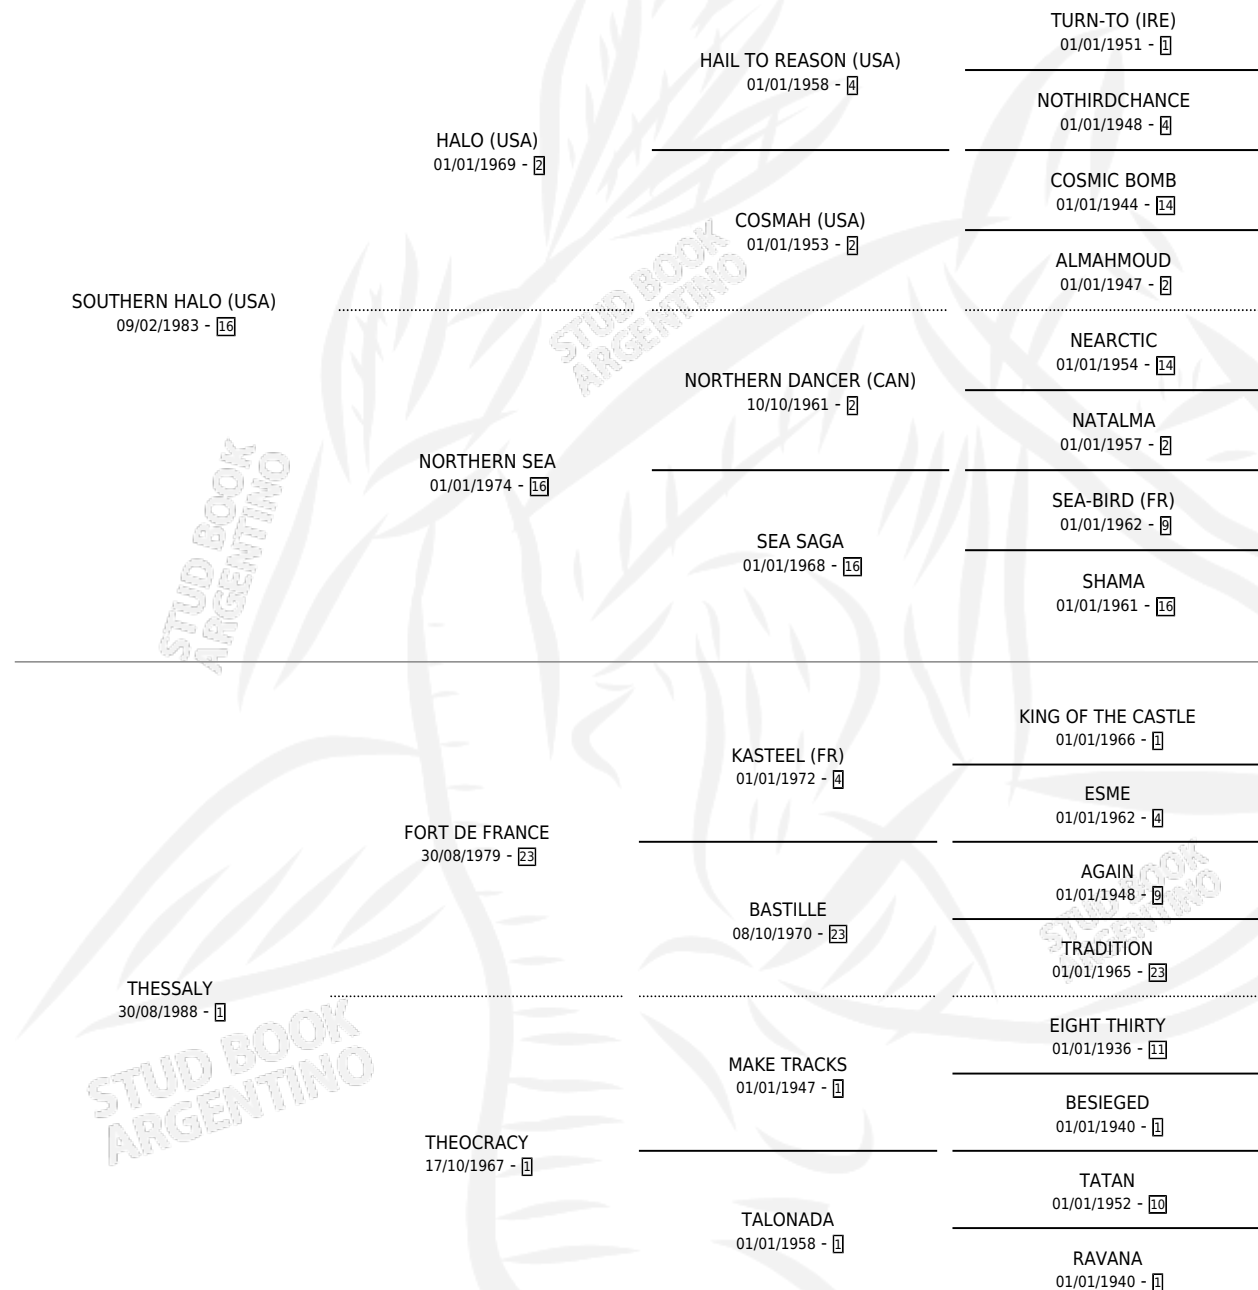 TURN-TO (IRE)
01/01/1951 - 1
HAIL TO REASON (USA)
01/01/1958 - 4
NOTHIRDCHANCE
01/01/1948 - 4
HALO (USA)
01/01/1969 - 2
COSMIC BOMB
01/01/1944 - 14
COSMAH (USA)
01/01/1953 - 2
ALMAHMOUD
01/01/1947 - 2
SOUTHERN HALO (USA)
09/02/1983 - 16
NEARCTIC
01/01/1954 - 14
NORTHERN DANCER (CAN)
10/10/1961 - 2
NATALMA
01/01/1957 - 2
NORTHERN SEA
01/01/1974 - 16
SEA-BIRD (FR)
01/01/1962 - 9
SEA SAGA
01/01/1968 - 16
SHAMA
01/01/1961 - 16
KING OF THE CASTLE
01/01/1966 - 1
KASTEEL (FR)
01/01/1972 - 4
ESME
01/01/1962 - 4
FORT DE FRANCE
30/08/1979 - 23
AGAIN
01/01/1948 - 9
BASTILLE
08/10/1970 - 23
TRADITION
01/01/1965 - 23
THESSALY
30/08/1988 - 1
EIGHT THIRTY
01/01/1936 - 11
MAKE TRACKS
01/01/1947 - 1
BESIEGED
01/01/1940 - 1
THEOCRACY
17/10/1967 - 1
TATAN
01/01/1952 - 10
TALONADA
01/01/1958 - 1
RAVANA
01/01/1940 - 1
STUD BOOK
ARGENTINO
STUD BOOK
ARGENTINO
STUD BOOK
ARGENTINO
STUD BOOK
ARGENTINO